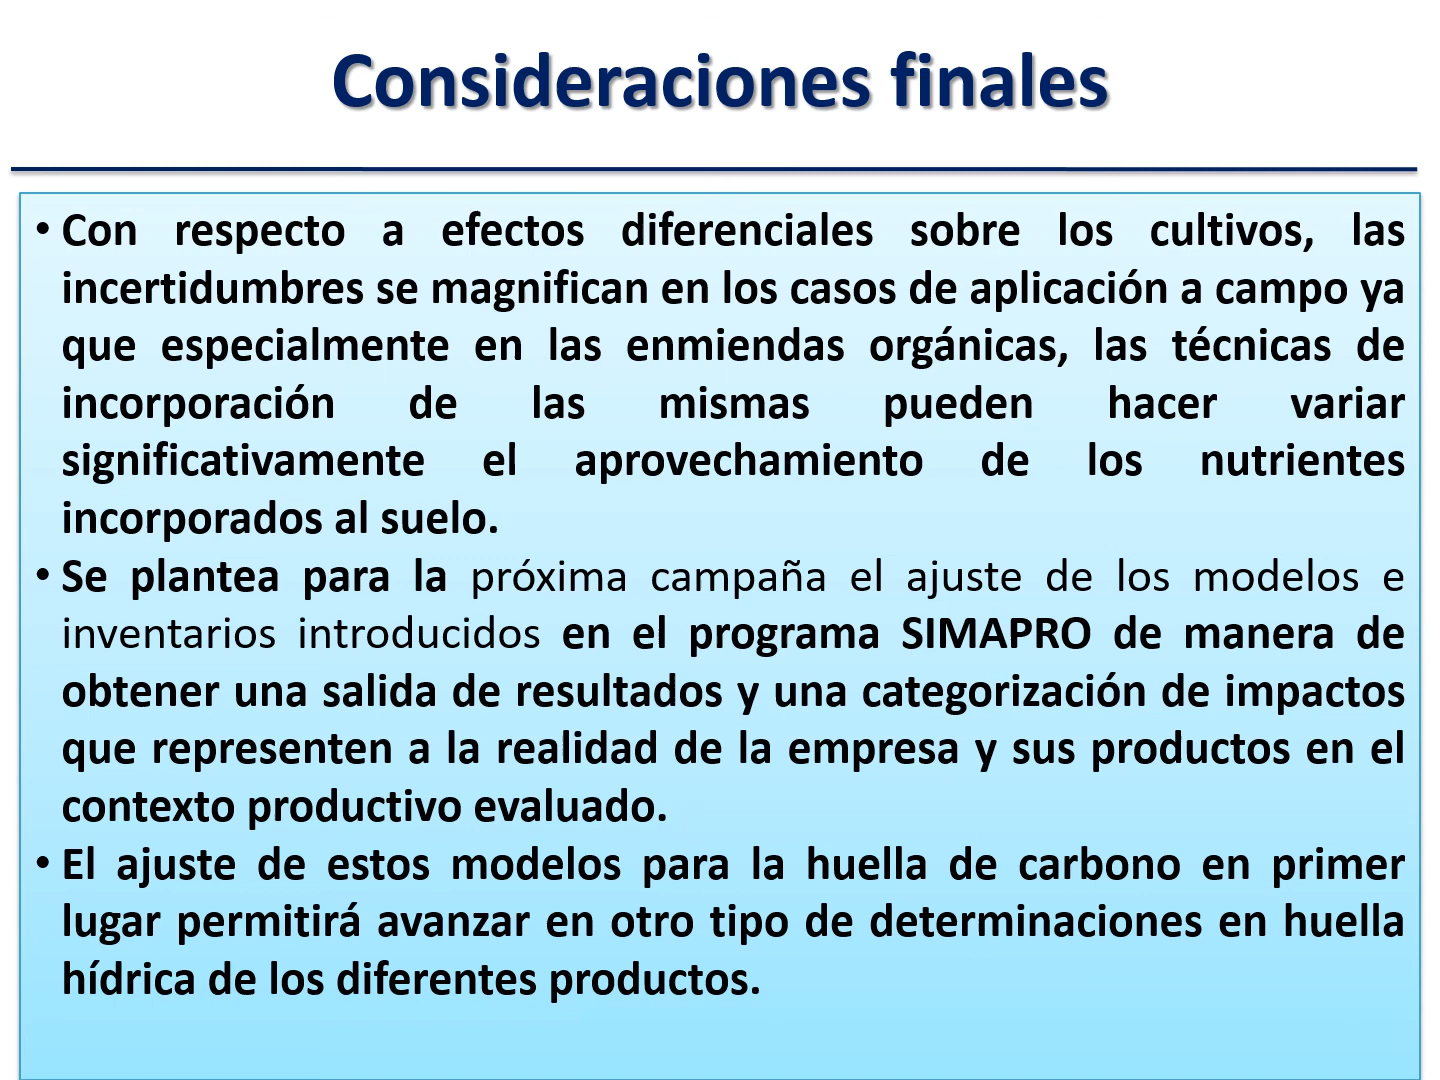 Consideraciones finales
• Con respecto a efectos diferenciales sobre los cultivos, las
incertidumbres se magnifican en los casos de aplicación a campo ya
que especialmente en las enmiendas orgánicas, las técnicas de
incorporación de las mismas pueden hacer variar
significativamente el aprovechamiento de los nutrientes
incorporados al suelo.
• Se plantea para la próxima campaña el ajuste de los modelos e
inventarios introducidos en el programa SIMAPRO de manera de
obtener una salida de resultados y una categorización de impactos
que representen a la realidad de la empresa y sus productos en el
contexto productivo evaluado.
• El ajuste de estos modelos para la huella de carbono en primer
lugar permitirá avanzar en otro tipo de determinaciones en huella
hídrica de los diferentes productos.